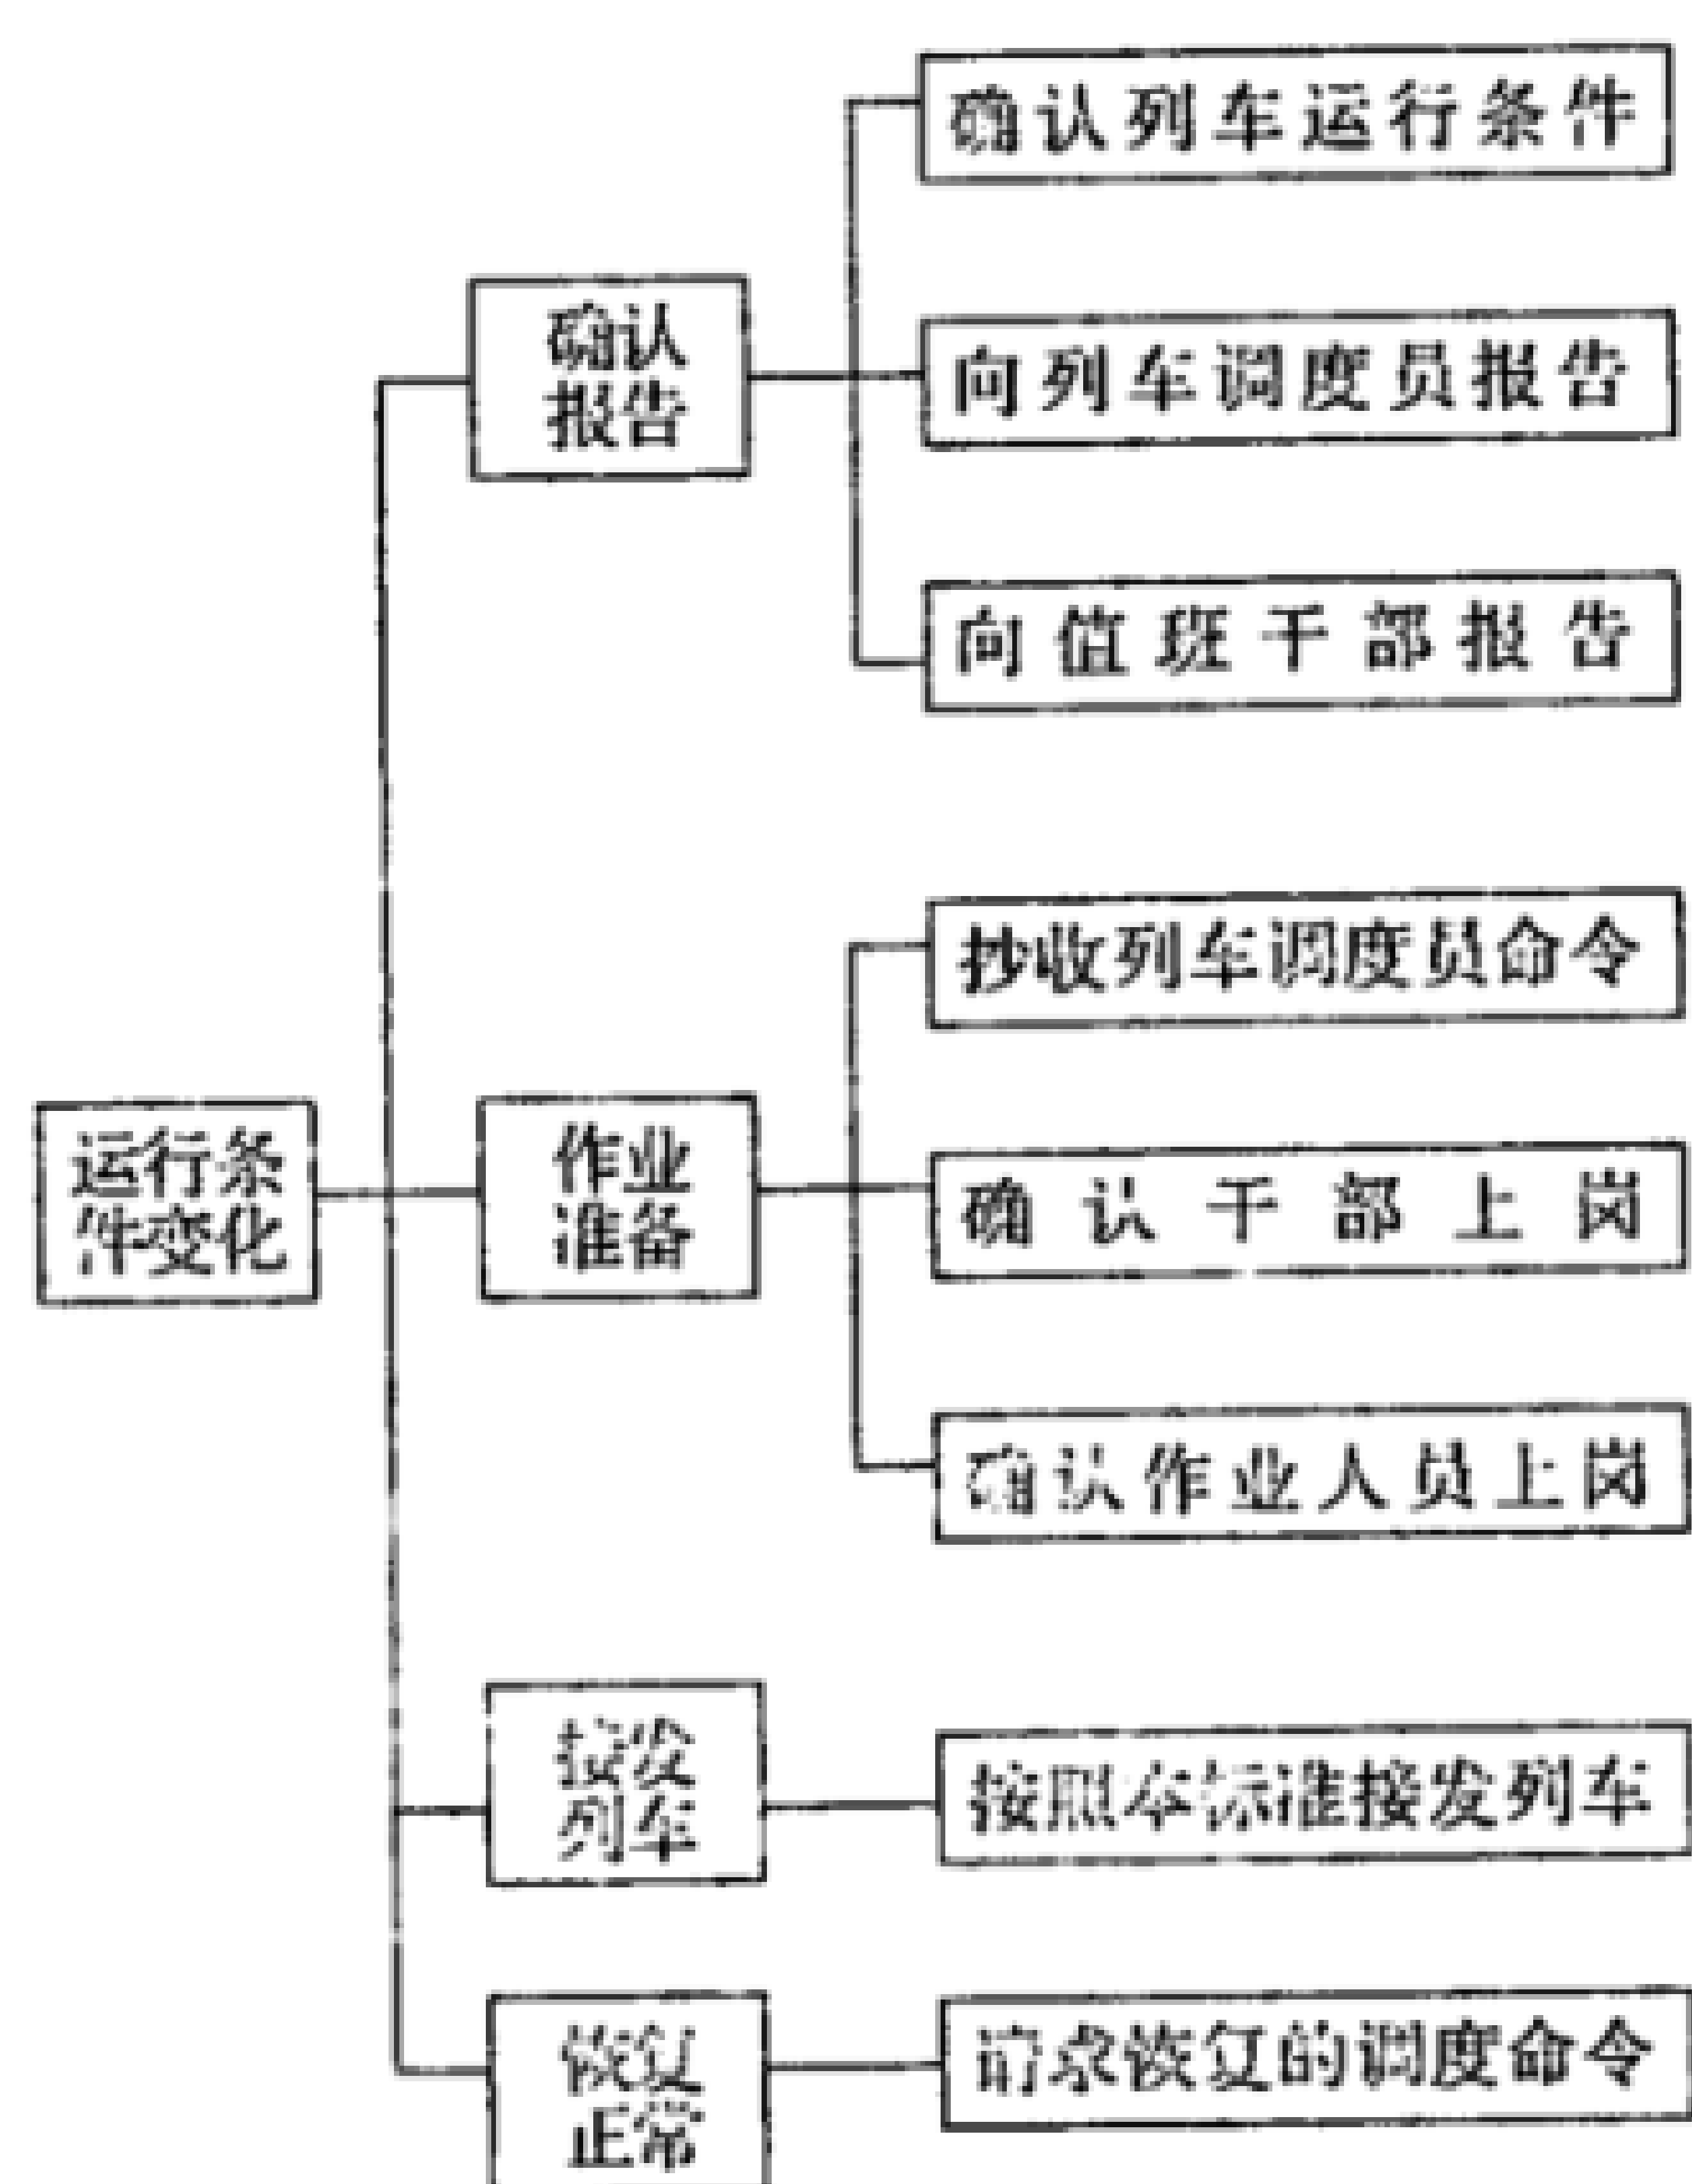 确认列车运行条件
确认
报告
向列车调度员报告
向值班干部报告
抄收列车调度员命令
运行条
件变化
作业
准备
确认干部上岗
确认作业人员上岗
接发
列车
按照本标准接发列车
恢复
正常
请求恢复的调度命令